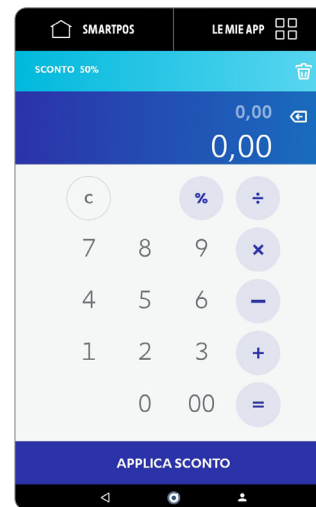 SMARTPOS LE MIE APP
SCONTO 50%
0,00
0,00
C % ÷
7 8 9 ×
4 5 6 −
1 2 3 +
0 00 =
APPLICA SCONTO